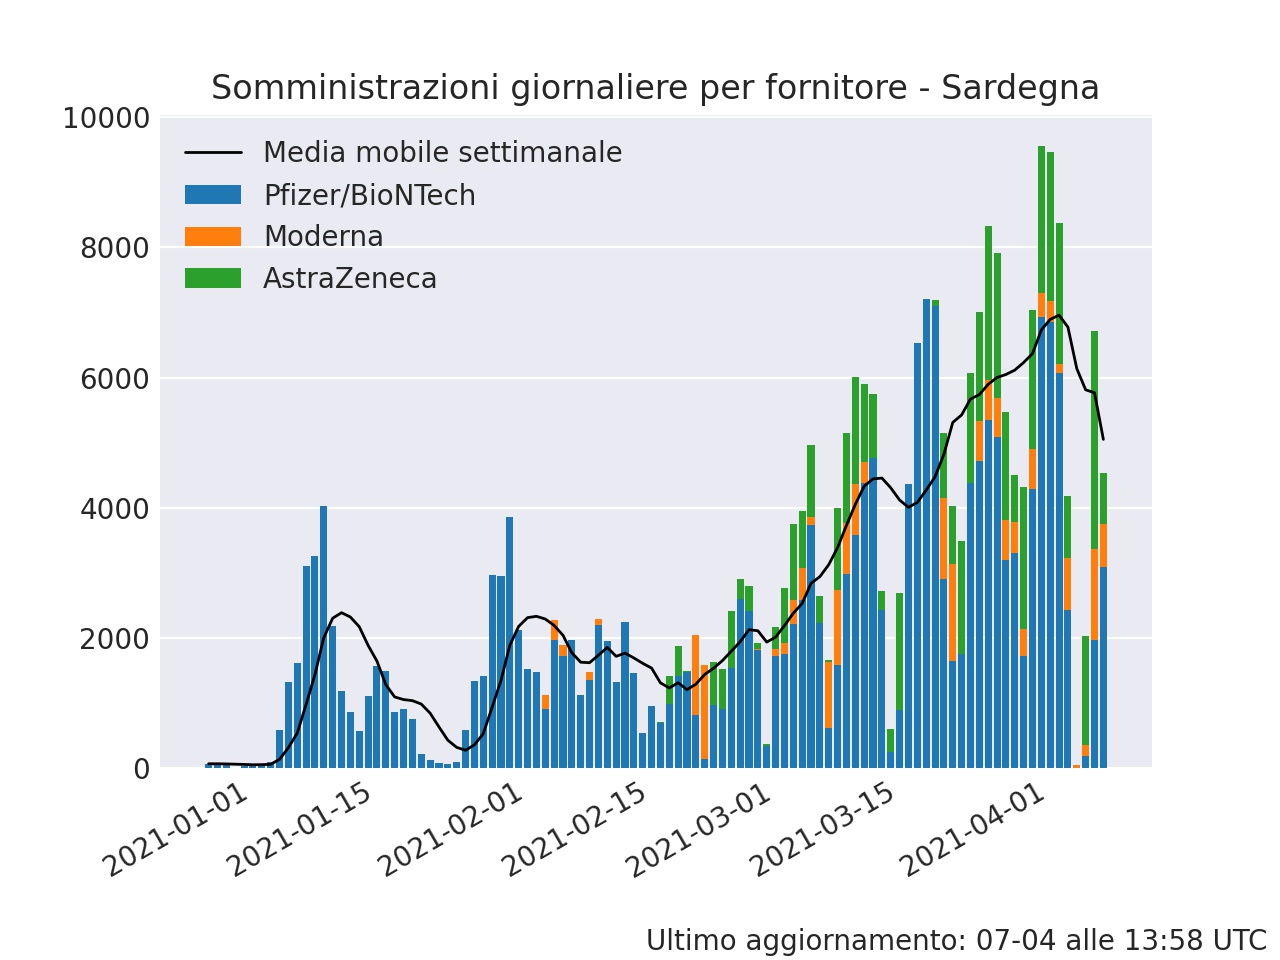 Somministrazioni giornaliere per fornitore - Sardegna
10000
8000
6000
4000
2000
0
Media mobile settimanale
Pfizer/BioNTech
Moderna
AstraZeneca
2021-01-01
2021-01-15
2021-02-01
2021-02-15
2021-03-01
2021-03-15
2021-04-01
Ultimo aggiornamento: 07-04 alle 13:58 UTC